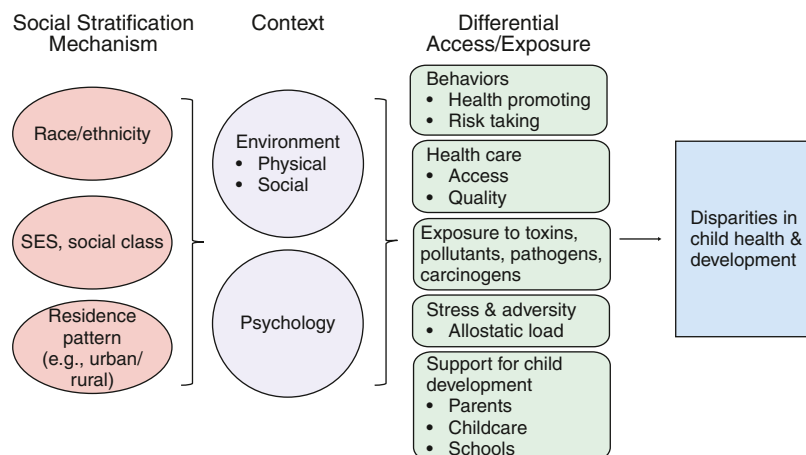 Social Stratification
Mechanism
Context
Differential
Access/Exposure
Race/ethnicity
SES, social class
Residence
pattern
(e.g., urban/
rural)
Environment
• Physical
• Social
Psychology
Behaviors
• Health promoting
• Risk taking
Health care
• Access
• Quality
Exposure to toxins,
pollutants, pathogens,
carcinogens
Stress & adversity
• Allostatic load
Support for child
development
• Parents
• Childcare
• Schools
Disparities in
child health &
development